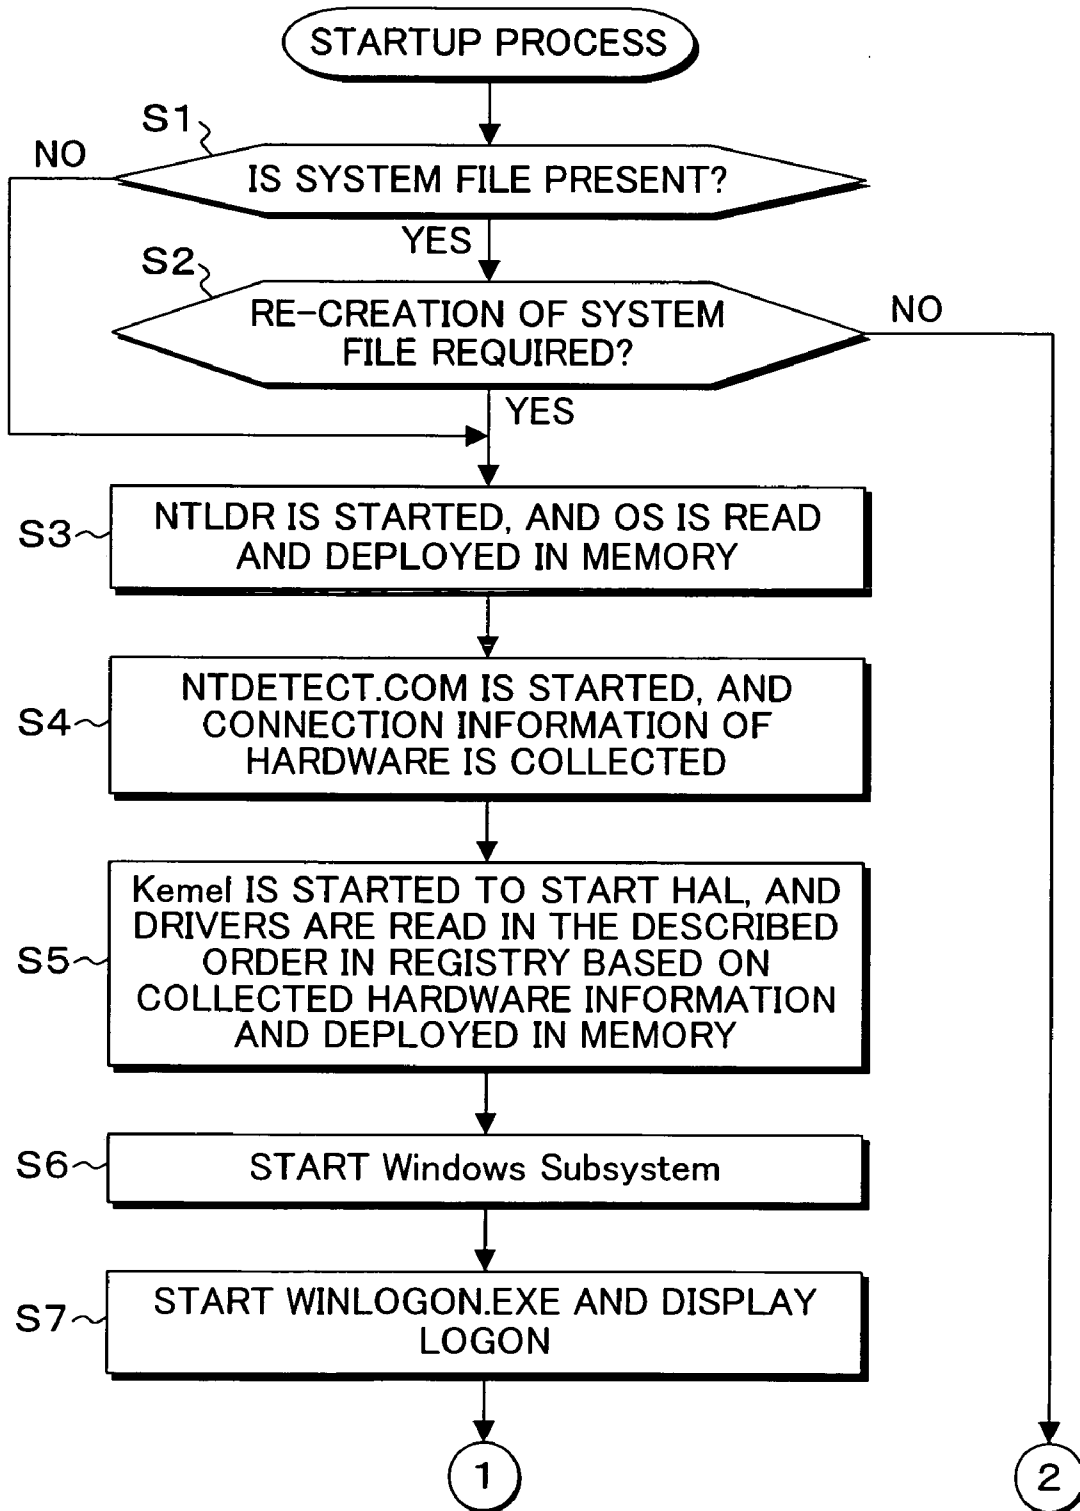 STARTUP PROCESS
S1
NO
IS SYSTEM FILE PRESENT?
YES
S2
RE-CREATION OF SYSTEM
FILE REQUIRED?
NO
YES
S3
NTLDR IS STARTED, AND OS IS READ
AND DEPLOYED IN MEMORY
S4
NTDETECT.COM IS STARTED, AND
CONNECTION INFORMATION OF
HARDWARE IS COLLECTED
S5
Kernel IS STARTED TO START HAL, AND
DRIVERS ARE READ IN THE DESCRIBED
ORDER IN REGISTRY BASED ON
COLLECTED HARDWARE INFORMATION
AND DEPLOYED IN MEMORY
S6
START Windows Subsystem
S7
START WINLOGON.EXE AND DISPLAY
LOGON
1
2